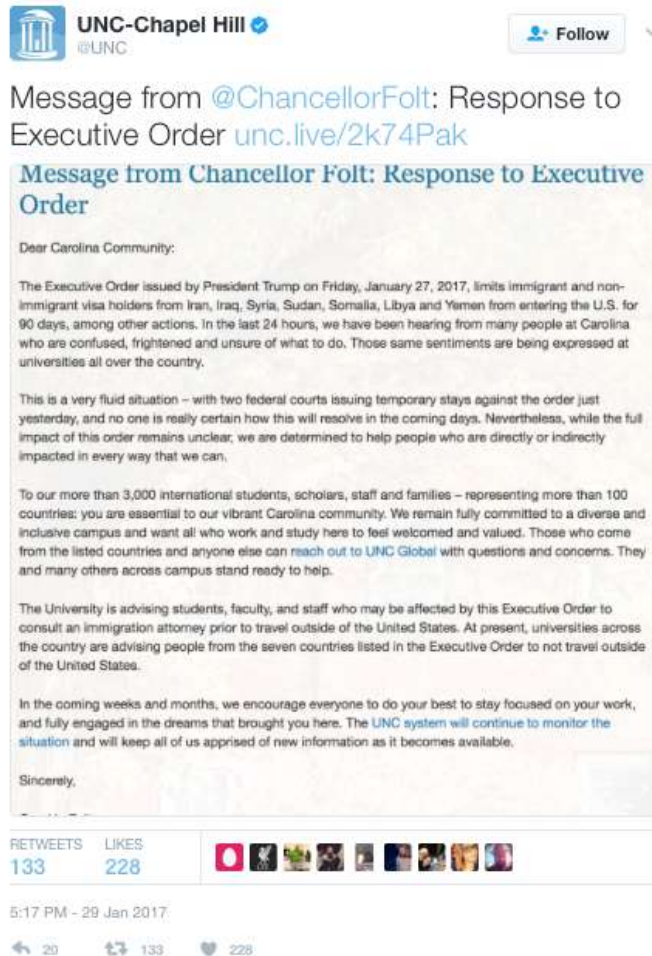 UNC-Chapel Hill
@UNC
Follow
Message from @ChancellorFolt: Response to
Executive Order unc.live/2k74Pak
Message from Chancellor Folt: Response to Executive
Order
Dear Carolina Community:
The Executive Order issued by President Trump on Friday, January 27, 2017, limits immigrant and non-
immigrant visa holders from Iran, Iraq, Syria, Sudan, Somalia, Libya and Yemen from entering the U.S. for
90 days, among other actions. In the last 24 hours, we have been hearing from many people at Carolina
who are confused, frightened and unsure of what to do. Those same sentiments are being expressed at
universities all over the country.
This is a very fluid situation – with two federal courts issuing temporary stays against the order just
yesterday, and no one is really certain how this will resolve in the coming days. Nevertheless, while the full
impact of this order remains unclear, we are determined to help people who are directly or indirectly
impacted in every way that we can.
To our more than 3,000 international students, scholars, staff and families – representing more than 100
countries: you are essential to our vibrant Carolina community. We remain fully committed to a diverse and
inclusive campus and want all who work and study here to feel welcomed and valued. Those who come
from the listed countries and anyone else can reach out to UNC Global with questions and concerns. They
and many others across campus stand ready to help.
The University is advising students, faculty, and staff who may be affected by this Executive Order to
consult an immigration attorney prior to travel outside of the United States. At present, universities across
the country are advising people from the seven countries listed in the Executive Order to not travel outside
of the United States.
In the coming weeks and months, we encourage everyone to do your best to stay focused on your work,
and fully engaged in the dreams that brought you here. The UNC system will continue to monitor the
situation and will keep all of us apprised of new information as it becomes available.
Sincerely,
RETWEETS LIKES
133 228
5:17 PM - 29 Jan 2017
20 133 228